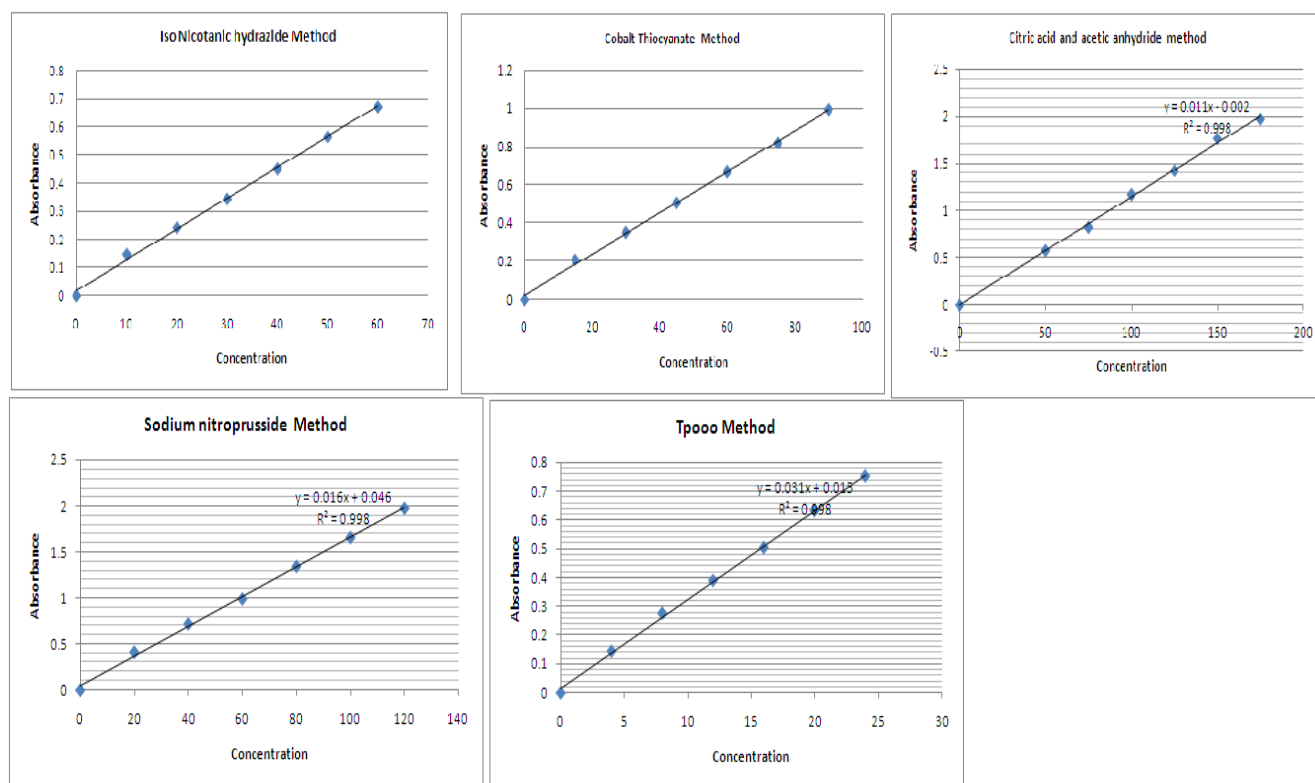 Iso Nicotanic hydrazide Method
Absorbance
0.8
0.7
0.6
0.5
0.4
0.3
0.2
0.1
0
0 10 20 30 40 50 60 70
Concentration
Cobalt Thiocyanate Method
Absorbance
1.2
1
0.8
0.6
0.4
0.2
0
0 20 40 60 80 100
Concentration
Citric acid and acetic anhydride method
Absorbance
2.5
2
1.5
1
0.5
0
-0.5
y = 0.011x - 0.002
R² = 0.998
0 50 100 150 200
Concentration
Sodium nitroprusside Method
Absorbance
2.5
2
1.5
1
0.5
0
y = 0.016x + 0.046
R² = 0.998
0 20 40 60 80 100 120 140
Concentration
Tpooo Method
Absorbance
0.8
0.7
0.6
0.5
0.4
0.3
0.2
0.1
0
y = 0.031x + 0.015
R² = 0.998
0 5 10 15 20 25 30
Concentration